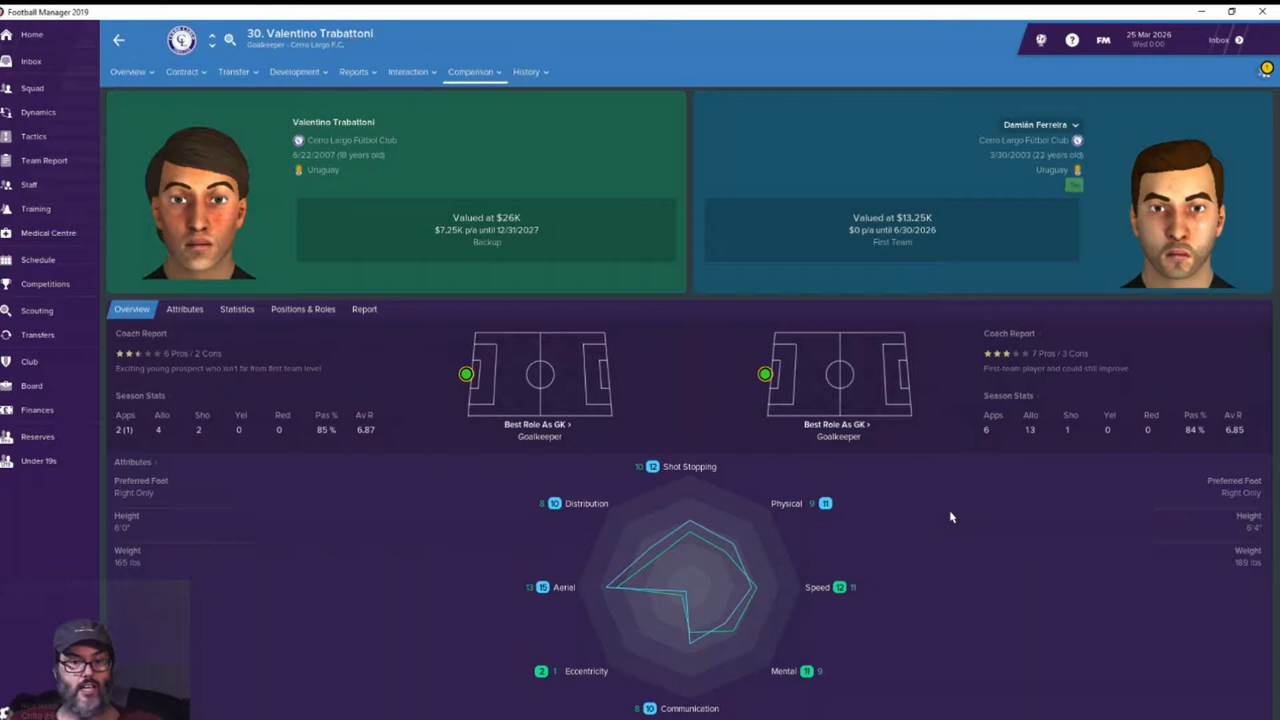 Football Manager 2019
Home
Inbox
Squad
Dynamics
Tactics
Team Report
Staff
Training
Medical Centre
Schedule
Competitions
Scouting
Transfers
Club
Board
Finances
Reserves
Under 19s
30. Valentino Trabattoni
Goalkeeper - Cerro Largo F.C.
FM
25 Mar 2026
Wed 0:00
Inbox
Overview
Contract
Transfer
Development
Reports
Interaction
Comparison
History
Valentino Trabattoni
Cerro Largo Fútbol Club
6/22/2007 (18 years old)
Uruguay
Valued at $26K
$7.25K p/a until 12/31/2027
Backup
Damián Ferreira
Cerro Largo Fútbol Club
3/30/2003 (22 years old)
Uruguay
Valued at $13.25K
$0 p/a until 6/30/2026
First Team
Overview
Attributes
Statistics
Positions & Roles
Report
Coach Report
6 Pros / 2 Cons
Exciting young prospect who isn't far from first team level
Season Stats
Apps Allo Sho Yel Red Pas % Av R
2 (1) 4 2 0 0 85 % 6.87
Best Role As GK >
Goalkeeper
Best Role As GK >
Goalkeeper
Coach Report
7 Pros / 3 Cons
First-team player and could still improve
Season Stats
Apps Allo Sho Yel Red Pas % Av R
6 13 1 0 0 84 % 6.85
Attributes
Preferred Foot
Right Only
Height
6'0"
Weight
165 lbs
10 12 Shot Stopping
8 10 Distribution
Physical 9 11
13 15 Aerial
Speed 12 11
2 1 Eccentricity
Mental 11 9
8 10 Communication
Preferred Foot
Right Only
Height
6'4"
Weight
189 lbs